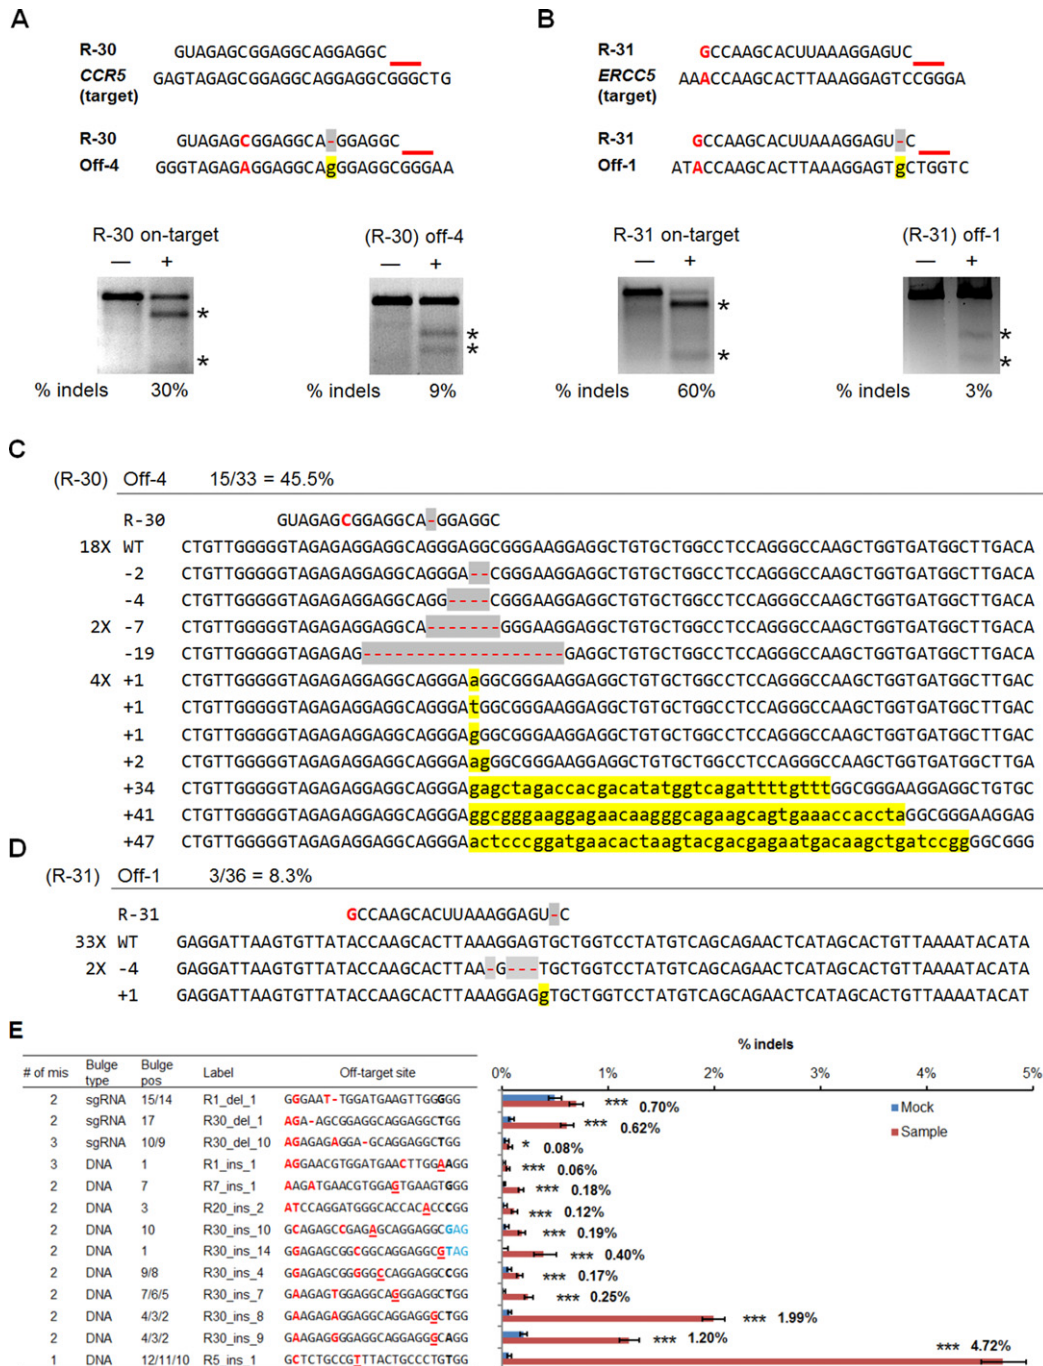 A
R-30 GUAGAGCGGAGGCAGGAGGC
CCR5 GAGTAGAGCGGAGGCAGGAGGCGGGCTG
(target)
R-30 GUAGAGCGGAGGCA-GGAGGC
Off-4 GGGTAGAGAGGAGGCAgGGAGGCGGGAA
R-30 on-target
— +
*
*
% indels 30%
(R-30) off-4
— +
*
*
9%
B
R-31 GCCAAGCACUUAAAGGAGUC
ERCC5 AAACCAAGCACTTAAAGGAGTCCGGGA
(target)
R-31 GCCAAGCACUUAAAGGAGU-C
Off-1 ATACCAAGCACTTAAAGGAGTgCTGGTC
R-31 on-target
— +
*
*
% indels 60%
(R-31) off-1
— +
*
*
3%
C
(R-30) Off-4 15/33 = 45.5%
R-30 GUAGAGCGGAGGCA-GGAGGC
18X WT CTGTTGGGGGTAGAGAGGAGGCAGGGAGGCGGGAAGGAGGCTGTGCTGGCCTCCAGGGCCAAGCTGGTGATGGCTTGACA
-2 CTGTTGGGGGTAGAGAGGAGGCAGGGA--CGGGAAGGAGGCTGTGCTGGCCTCCAGGGCCAAGCTGGTGATGGCTTGACA
-4 CTGTTGGGGGTAGAGAGGAGGCAGG----CGGGAAGGAGGCTGTGCTGGCCTCCAGGGCCAAGCTGGTGATGGCTTGACA
2X -7 CTGTTGGGGGTAGAGAGGAGGCA-------GGGAAGGAGGCTGTGCTGGCCTCCAGGGCCAAGCTGGTGATGGCTTGACA
-19 CTGTTGGGGGTAGAGAG-------------------GAGGCTGTGCTGGCCTCCAGGGCCAAGCTGGTGATGGCTTGACA
4X +1 CTGTTGGGGGTAGAGAGGAGGCAGGGAaGGCGGGAAGGAGGCTGTGCTGGCCTCCAGGGCCAAGCTGGTGATGGCTTGAC
+1 CTGTTGGGGGTAGAGAGGAGGCAGGGAtGGCGGGAAGGAGGCTGTGCTGGCCTCCAGGGCCAAGCTGGTGATGGCTTGAC
+1 CTGTTGGGGGTAGAGAGGAGGCAGGGAgGGCGGGAAGGAGGCTGTGCTGGCCTCCAGGGCCAAGCTGGTGATGGCTTGAC
+2 CTGTTGGGGGTAGAGAGGAGGCAGGGAagGGCGGGAAGGAGGCTGTGCTGGCCTCCAGGGCCAAGCTGGTGATGGCTTGA
+34 CTGTTGGGGGTAGAGAGGAGGCAGGGAgagctagaccacgacatatggtcagattttgtttGGCGGGAAGGAGGCTGTGC
+41 CTGTTGGGGGTAGAGAGGAGGCAGGGAggcgggaaggagaacaagggcagaagcagtgaaaccacctaGGCGGGAAGGAG
+47 CTGTTGGGGGTAGAGAGGAGGCAGGGAactcccggatgaacactaagtacgacgagaatgacaagctgatccggGGCGGG
D
(R-31) Off-1 3/36 = 8.3%
R-31 GCCAAGCACUUAAAGGAGU-C
33X WT GAGGATTAAGTGTTATACCAAGCACTTAAAGGAGTGCTGGTCCTATGTCAGCAGAACTCATAGCACTGTTAAAATACATA
2X -4 GAGGATTAAGTGTTATACCAAGCACTTAA-G---TGCTGGTCCTATGTCAGCAGAACTCATAGCACTGTTAAAATACATA
+1 GAGGATTAAGTGTTATACCAAGCACTTAAAGGAGgTGCTGGTCCTATGTCAGCAGAACTCATAGCACTGTTAAAATACAT
E
# of mis Bulge type Bulge pos Label Off-target site
2 sgRNA 15/14 R1_del_1 GGGAAT-TGGATGAAGTTGGGGG
2 sgRNA 17 R30_del_1 AGA-AGCGGAGGCAGGAGGCTGG
3 sgRNA 10/9 R30_del_10 AGAGAGAGGA-GCAGGAGGCTGG
3 DNA 1 R1_ins_1 AGGAACGTGGATGAACTTGGAAGG
2 DNA 7 R7_ins_1 AAGATGAACGTGGAGTGAAGTGGG
2 DNA 3 R20_ins_2 ATCCAGGATGGGCACCACACCCGG
2 DNA 10 R30_ins_10 GCAGAGCCGAGAGCAGGAGGCGAG
2 DNA 1 R30_ins_14 GGAGAGCGGCGGCAGGAGGCGTAG
2 DNA 9/8 R30_ins_4 GGAGAGCGGGGGCCAGGAGGCCGG
2 DNA 7/6/5 R30_ins_7 GAAGAGTGGAGGCAGGGAGGCTGG
2 DNA 4/3/2 R30_ins_8 GAAGAGAGGAGGCAGGAGGGCTGG
2 DNA 4/3/2 R30_ins_9 GAAGAGGGGAGGCAGGAGGGCAGG
1 DNA 12/11/10 R5_ins_1 GCTCTGCCGTTTACTGCCCTGTGG
% indels
0% 1% 2% 3% 4% 5%
Mock
Sample
*** 0.70%
*** 0.62%
* 0.08%
*** 0.06%
*** 0.18%
*** 0.12%
*** 0.19%
*** 0.40%
*** 0.17%
*** 0.25%
*** 1.99%
*** 1.20%
*** 4.72%